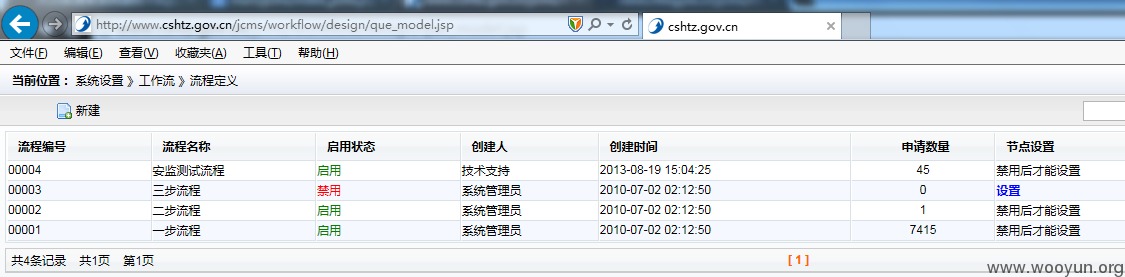 http://www.cshtz.gov.cn/jcms/workflow/design/que_model.jsp cshtz.gov.cn
文件(F) 编辑(E) 查看(V) 收藏夹(A) 工具(T) 帮助(H)
当前位置： 系统设置 》工作流 》流程定义
新建
流程编号 流程名称 启用状态 创建人 创建时间 申请数量 节点设置
00004 安监测试流程 启用 技术支持 2013-08-19 15:04:25 45 禁用后才能设置
00003 三步流程 禁用 系统管理员 2010-07-02 02:12:50 0 设置
00002 二步流程 启用 系统管理员 2010-07-02 02:12:50 1 禁用后才能设置
00001 一步流程 启用 系统管理员 2010-07-02 02:12:50 7415 禁用后才能设置
共4条记录 共1页 第1页 [ 1 ]
www.wooyun.org